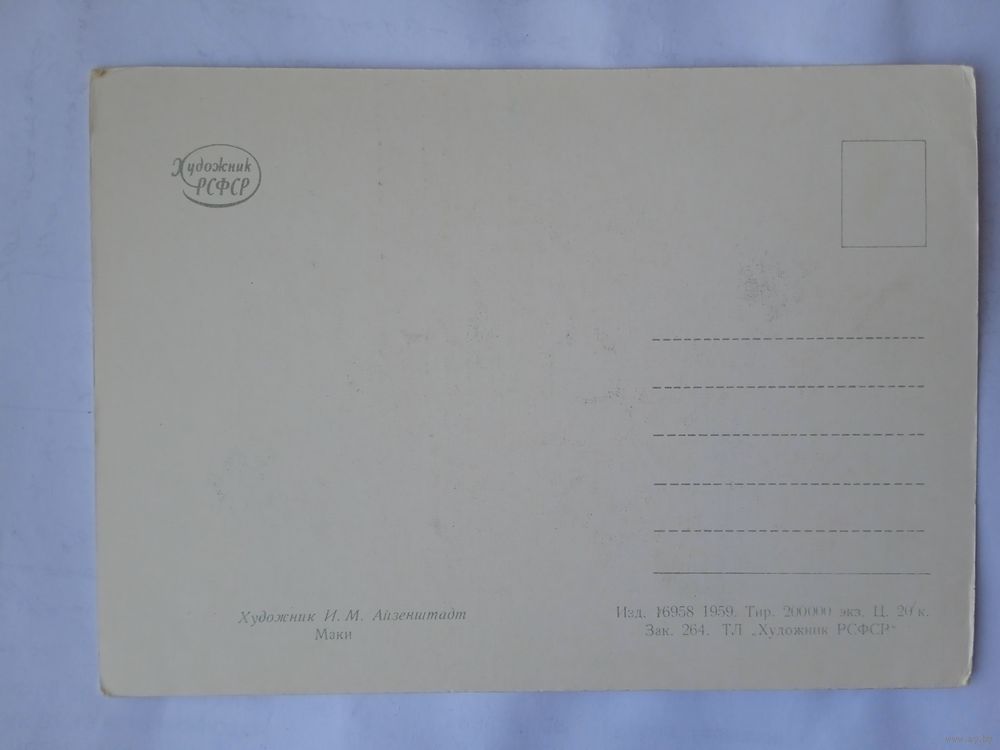 Художник
РСФСР
Художник И. М. Айзенштадт
Маки
Изд. 16958 1959. Тир. 200000 экз. Ц. 20 к.
Зак. 264. ТЛ „Художник РСФСР“